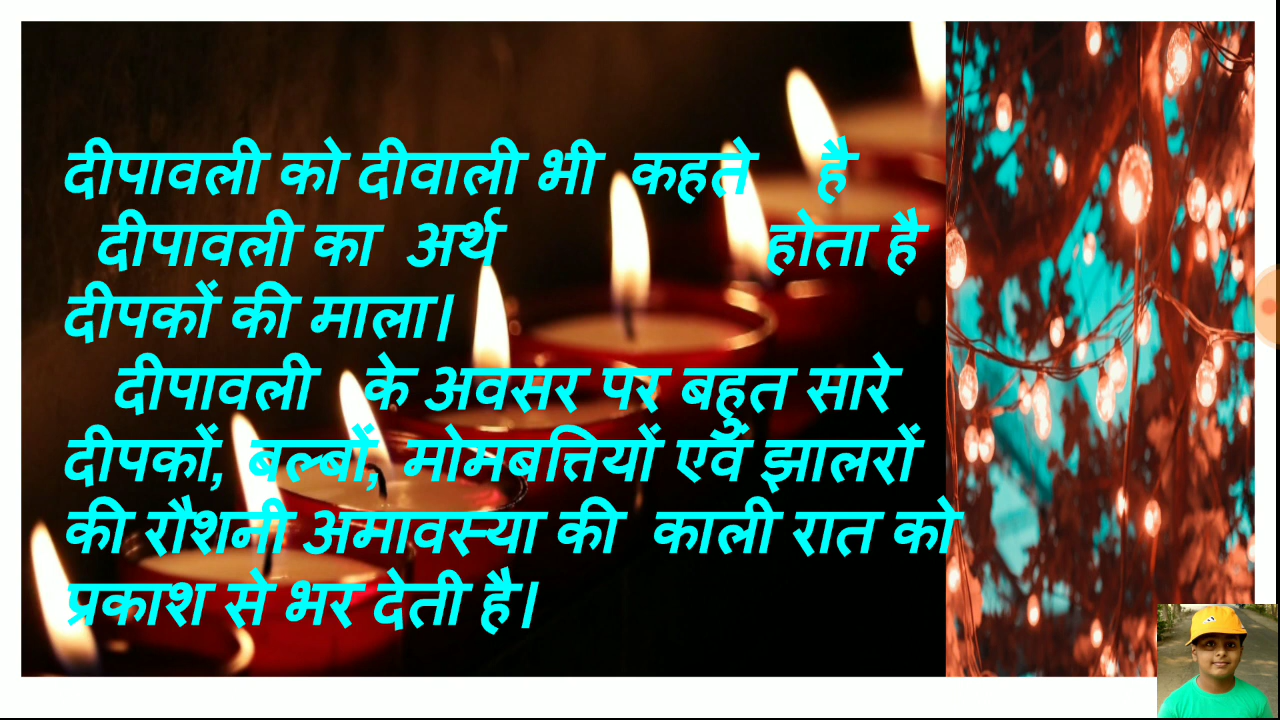 दीपावली को दीवाली भी कहते है
दीपावली का अर्थ होता है
दीपकों की माला।
दीपावली के अवसर पर बहुत सारे
दीपकों, बल्बों, मोमबत्तियों एवं झालरों
की रौशनी अमावस्या की काली रात को
प्रकाश से भर देती है।